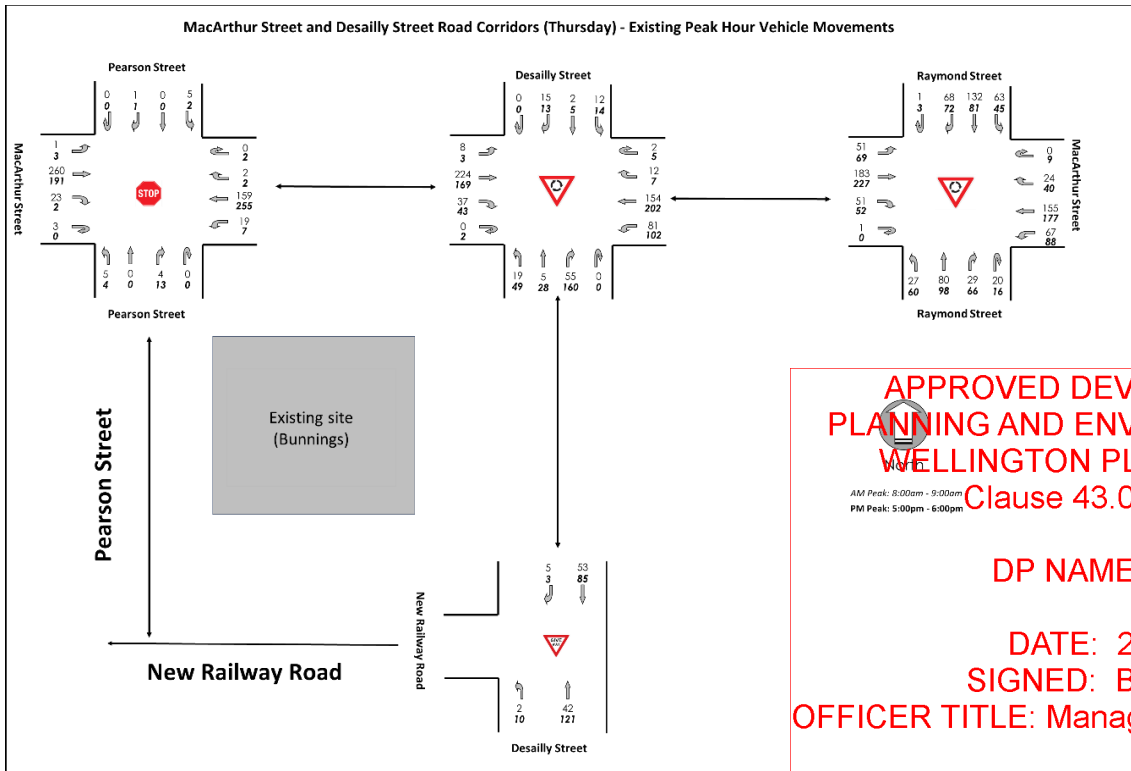 MacArthur Street and Desailly Street Road Corridors (Thursday) - Existing Peak Hour Vehicle Movements
Pearson Street
0 1 0 5
0 1 0 2
MacArthur Street
1
3
260
191
23
2
3
0
STOP
0
2
2
2
159
255
19
7
5 0 4 0
4 0 13 0
Pearson Street
Desailly Street
0 15 2 12
0 13 5 14
8
3
224
169
37
43
0
2
2
5
12
7
154
202
81
102
19 5 55 0
49 28 160 0
Raymond Street
1 68 132 63
3 72 81 45
51
69
183
227
51
52
1
0
0
9
24
40
155
177
67
88
MacArthur Street
27 80 29 20
60 98 66 16
Raymond Street
Pearson Street
Existing site
(Bunnings)
New Railway Road
New Railway Road
5 53
3 85
GIVE
WAY
2 42
10 121
Desailly Street
North
AM Peak: 8:00am - 9:00am
PM Peak: 5:00pm - 6:00pm
APPROVED DEV
PLANNING AND ENV
WELLINGTON PL
Clause 43.0
DP NAME
DATE: 2
SIGNED: B
OFFICER TITLE: Manag